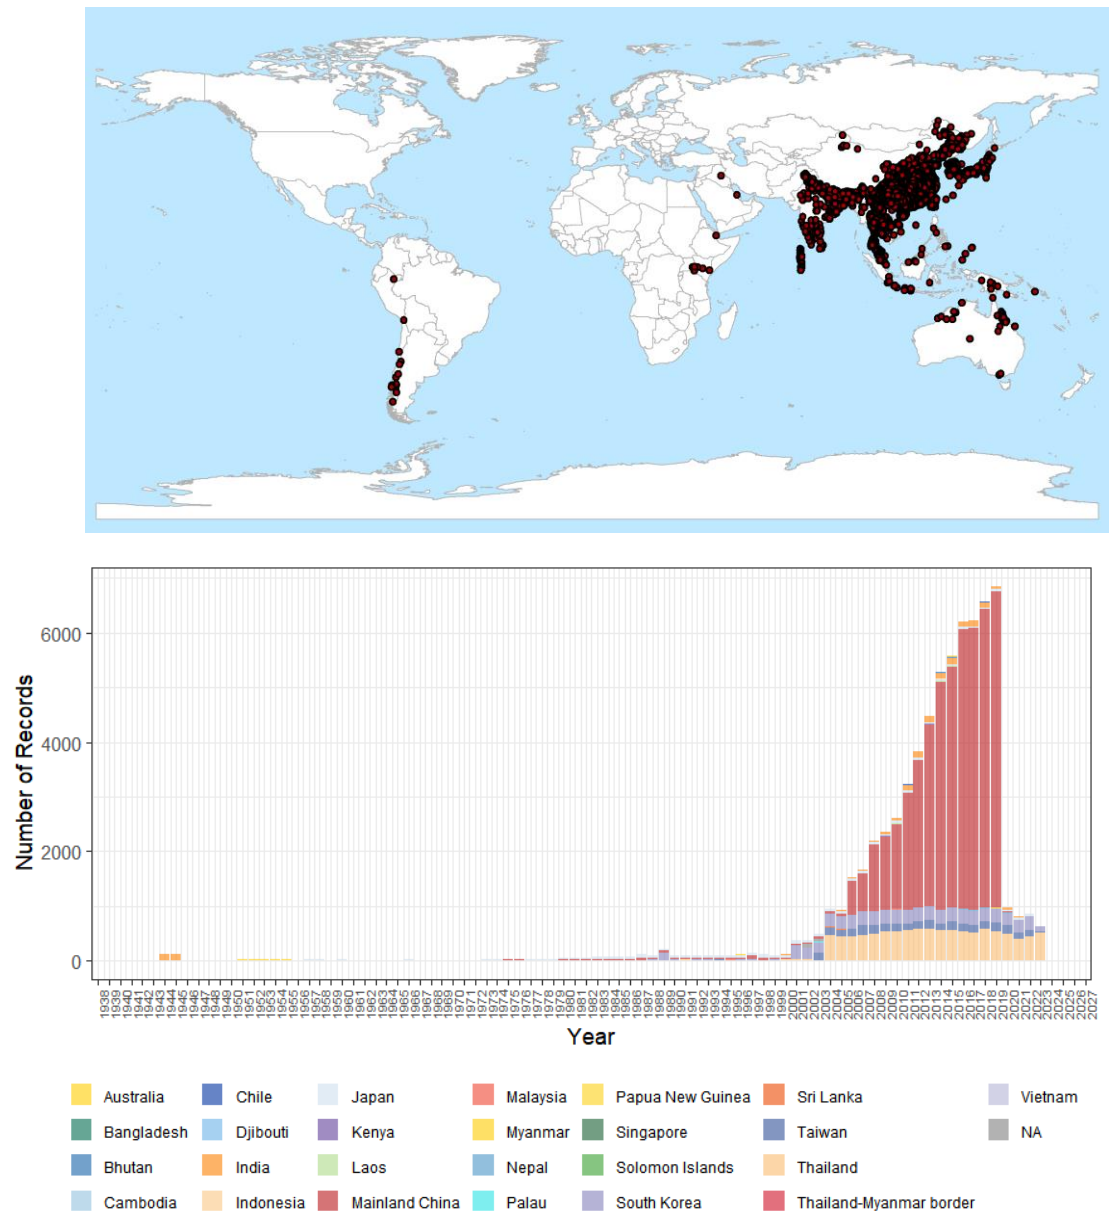 6000
4000
2000
0
Number of Records
1938 1939 1940 1941 1942 1943 1944 1945 1946 1947 1948 1949 1950 1951 1952 1953 1954 1955 1956 1957 1958 1959 1960 1961 1962 1963 1964 1965 1966 1967 1968 1969 1970 1971 1972 1973 1974 1975 1976 1977 1978 1979 1980 1981 1982 1983 1984 1985 1986 1987 1988 1989 1990 1991 1992 1993 1994 1995 1996 1997 1998 1999 2000 2001 2002 2003 2004 2005 2006 2007 2008 2009 2010 2011 2012 2013 2014 2015 2016 2017 2018 2019 2020 2021 2022 2023 2024 2025 2026 2027
Year
Australia Chile Japan Malaysia Papua New Guinea Sri Lanka Vietnam
Bangladesh Djibouti Kenya Myanmar Singapore Taiwan NA
Bhutan India Laos Nepal Solomon Islands Thailand
Cambodia Indonesia Mainland China Palau South Korea Thailand-Myanmar border